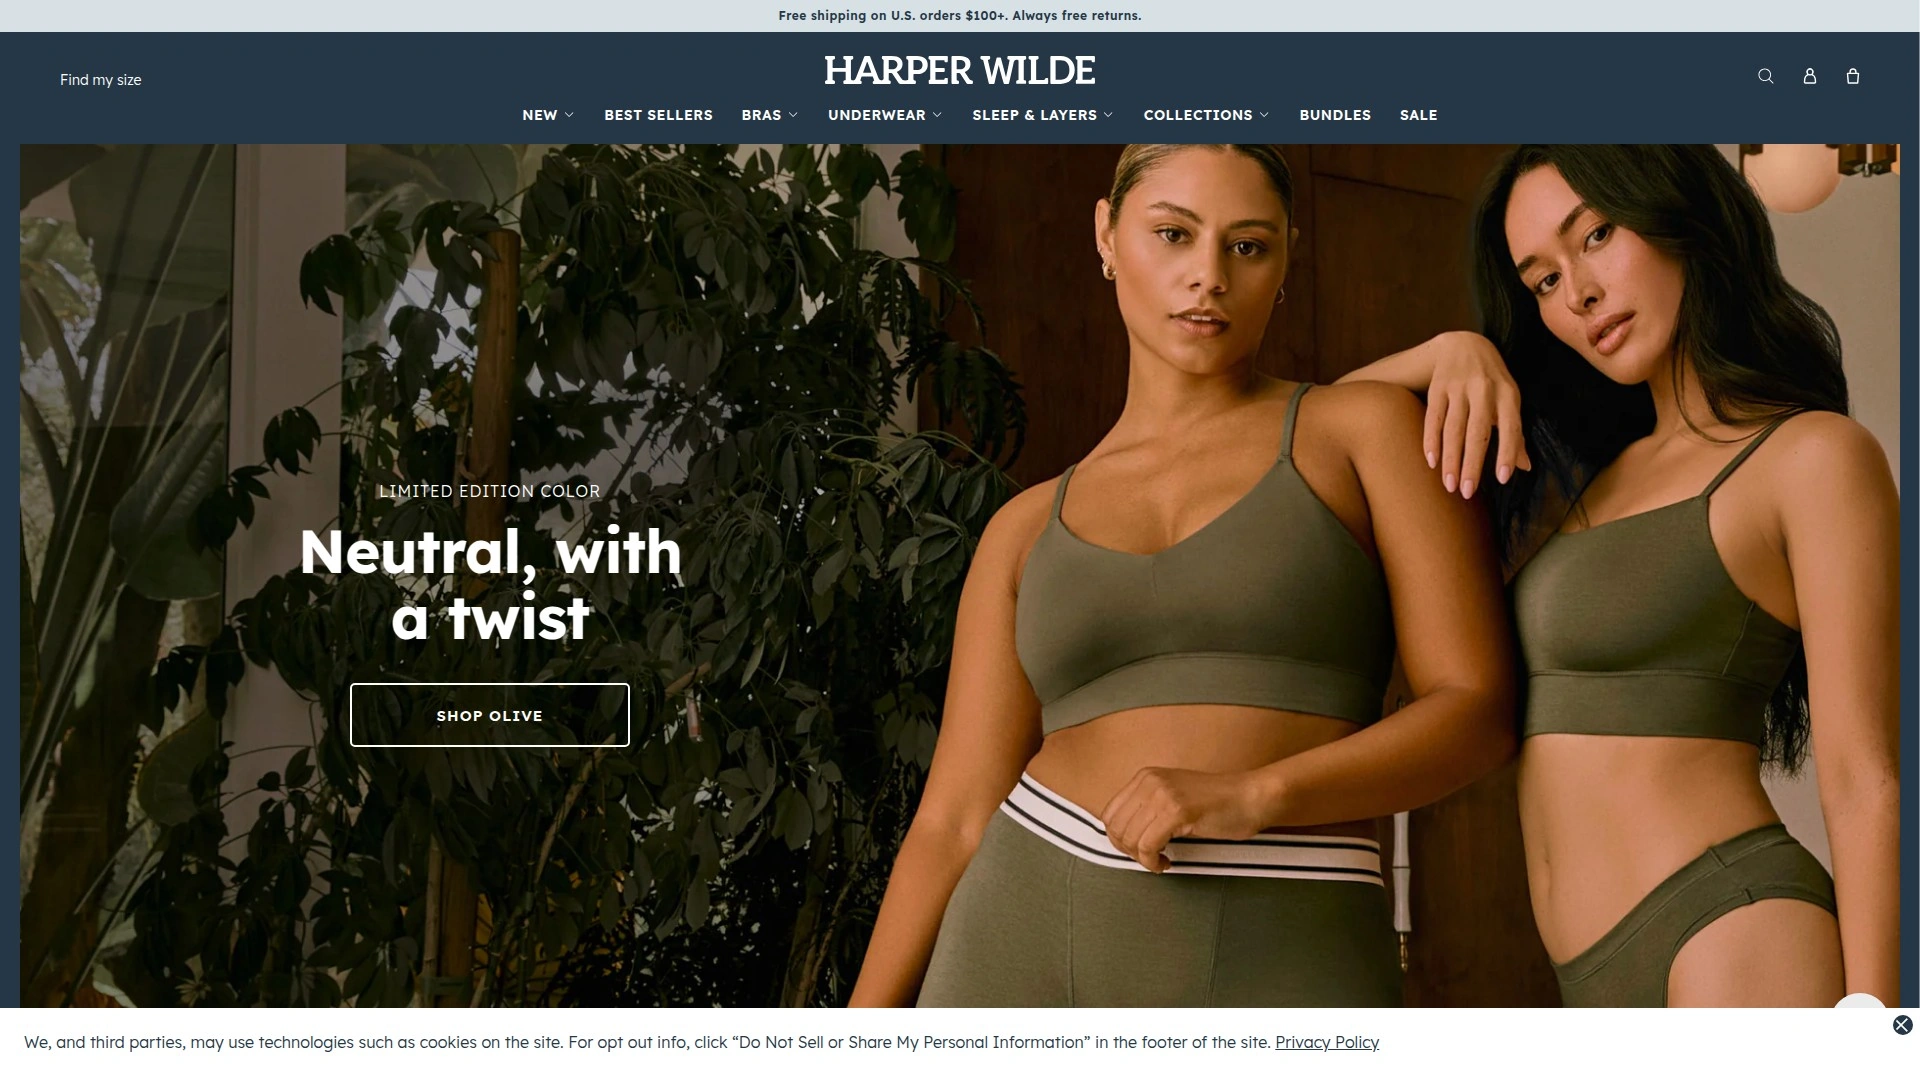 Free shipping on U.S. orders $100+. Always free returns.
Find my size
HARPER WILDE
NEW BEST SELLERS BRAS UNDERWEAR SLEEP & LAYERS COLLECTIONS BUNDLES SALE
LIMITED EDITION COLOR
Neutral, with
a twist
SHOP OLIVE
We, and third parties, may use technologies such as cookies on the site. For opt out info, click “Do Not Sell or Share My Personal Information” in the footer of the site. Privacy Policy